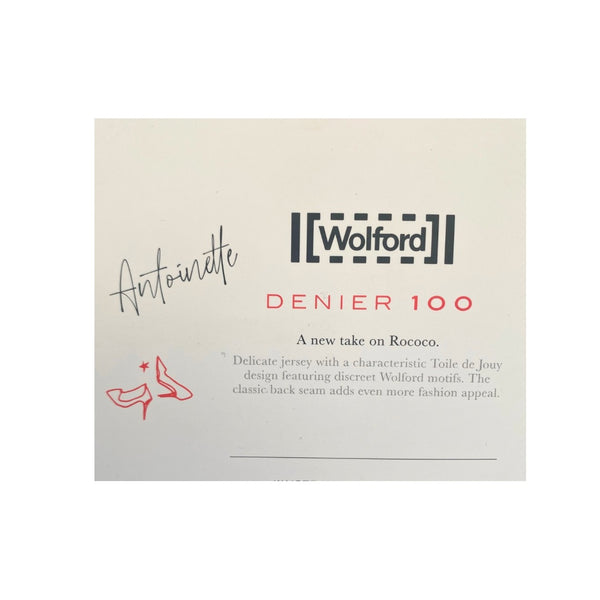 Antoinette
Wolford
DENIER 100
A new take on Rococo.
Delicate jersey with a characteristic Toile de Jouy
design featuring discreet Wolford motifs. The
classic back seam adds even more fashion appeal.